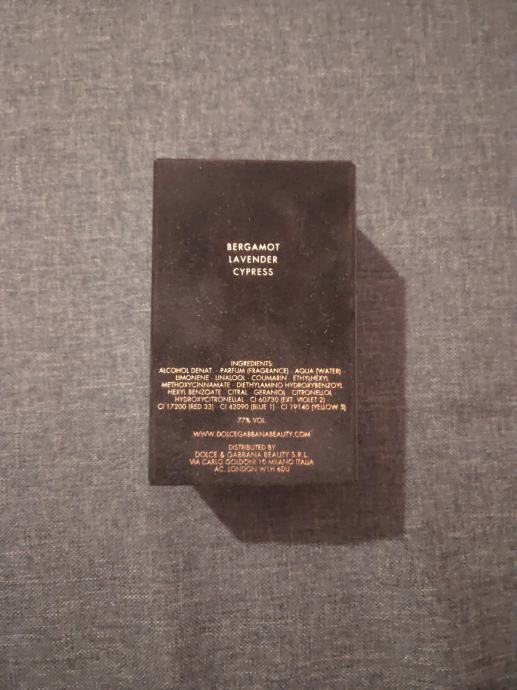 BERGAMOT
LAVENDER
CYPRESS
INGREDIENTS:
ALCOHOL DENAT. · PARFUM (FRAGRANCE) · AQUA (WATER) ·
LIMONENE · LINALOOL · COUMARIN · ETHYLHEXYL
METHOXYCINNAMATE · DIETHYLAMINO HYDROXYBENZOYL
HEXYL BENZOATE · CITRAL · GERANIOL · CITRONELLOL ·
HYDROXYCITRONELLAL · CI 60730 (EXT. VIOLET 2) ·
CI 17200 (RED 33) · CI 42090 (BLUE 1) · CI 19140 (YELLOW 5)
77% VOL.
WWW.DOLCEGABBANABEAUTY.COM
DISTRIBUTED BY
DOLCE & GABBANA BEAUTY S.R.L.
VIA CARLO GOLDONI 10 MILANO ITALIA
AC. LONDON W1H 6DU